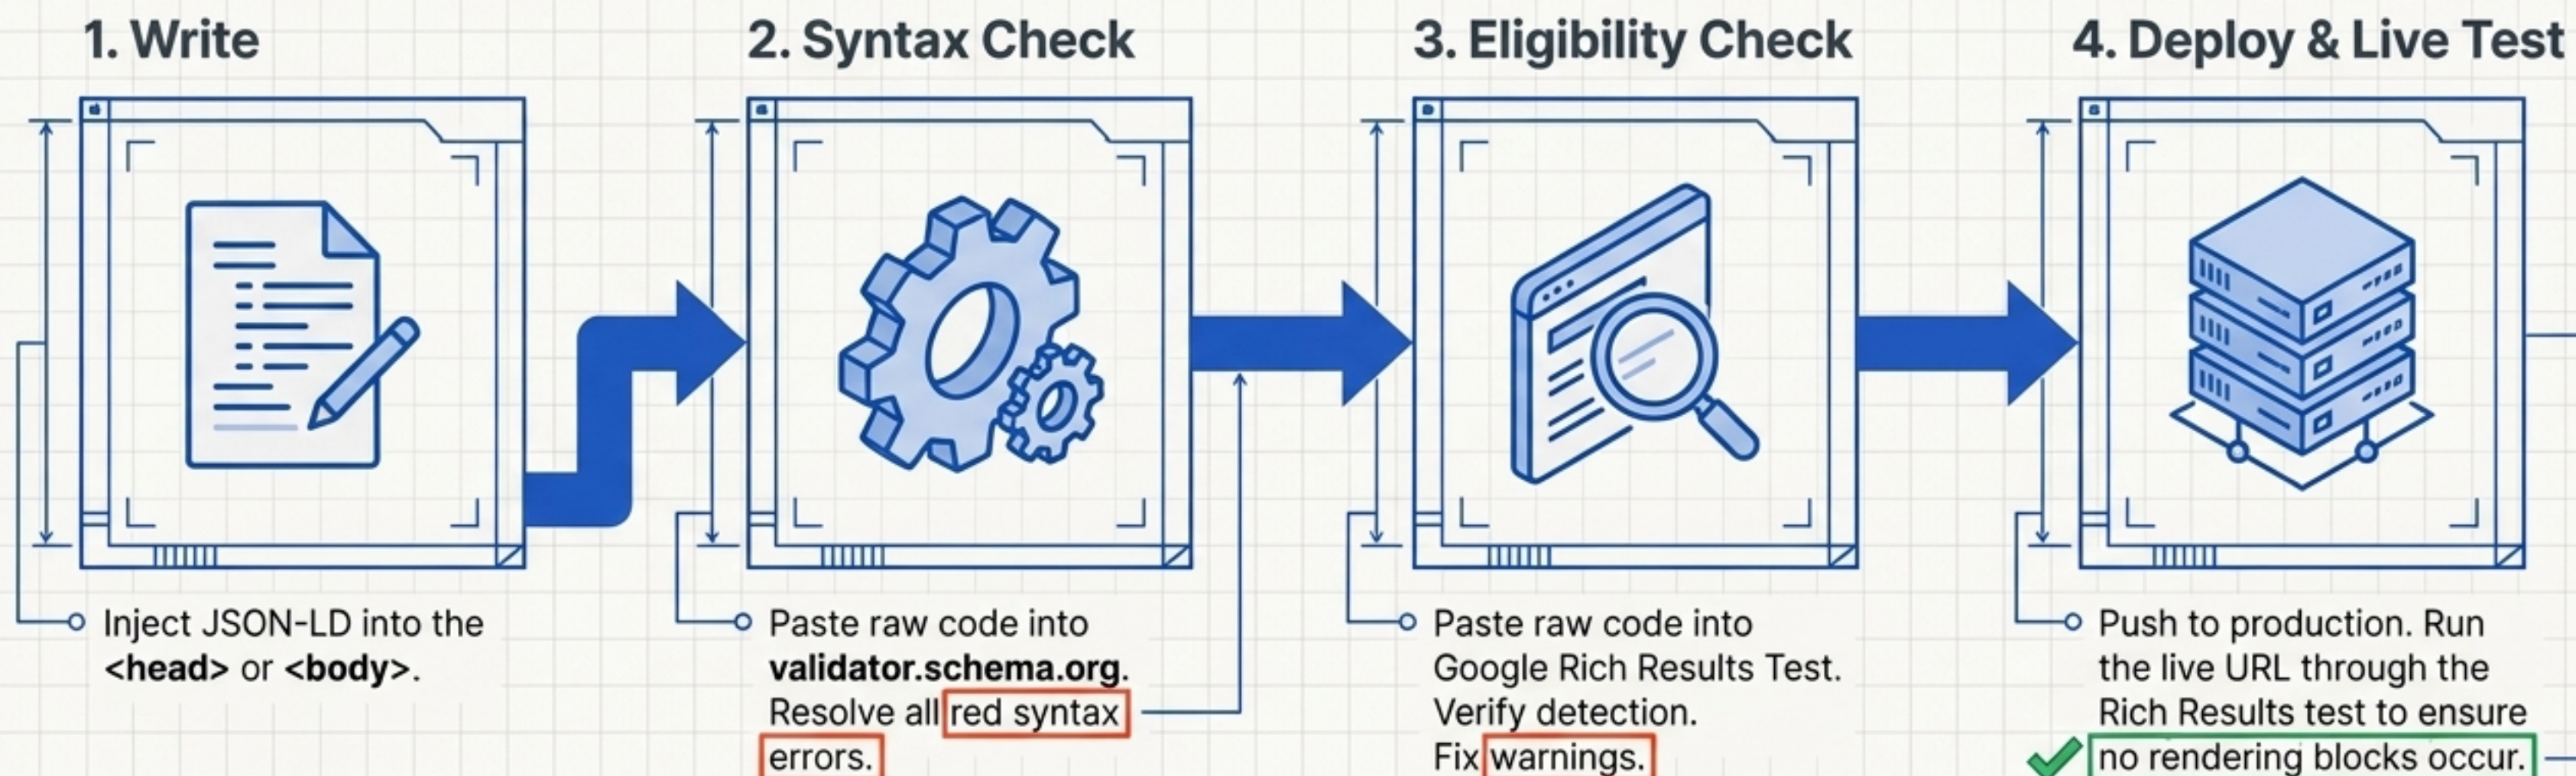 1. Write
2. Syntax Check
3. Eligibility Check
4. Deploy & Live Test
Inject JSON-LD into the
<head> or <body>.
Paste raw code into
validator.schema.org.
Resolve all red syntax
errors.
Paste raw code into
Google Rich Results Test.
Verify detection.
Fix warnings.
Push to production. Run
the live URL through the
Rich Results test to ensure
no rendering blocks occur.